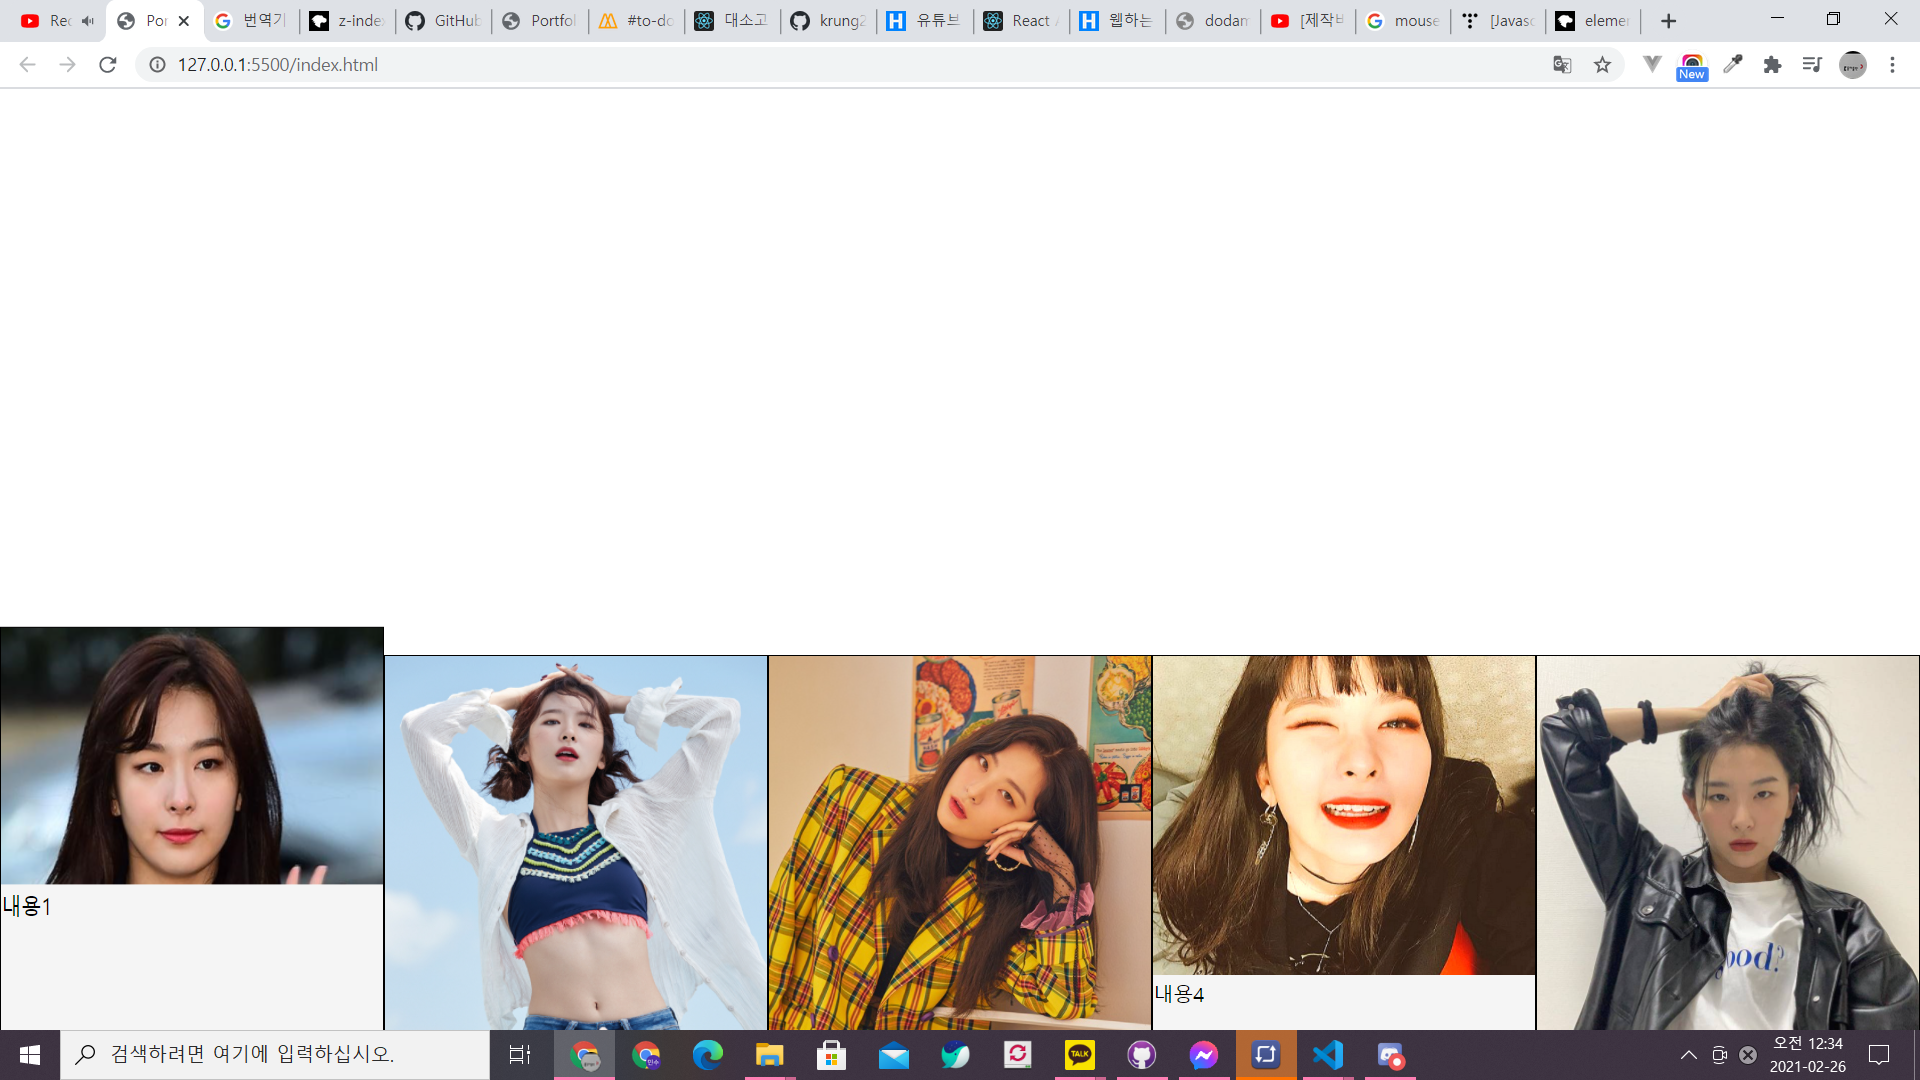 Rec
Por
번역기
z-index
GitHub
Portfol
#to-do
대소고
krung2
유튜브
React
웹하는
dodam
[제작비
mouse
[Javasc
elemen
127.0.0.1:5500/index.html
New
내용1
ood?
내용4
검색하려면 여기에 입력하십시오.
TALK
오전 12:34
2021-02-26